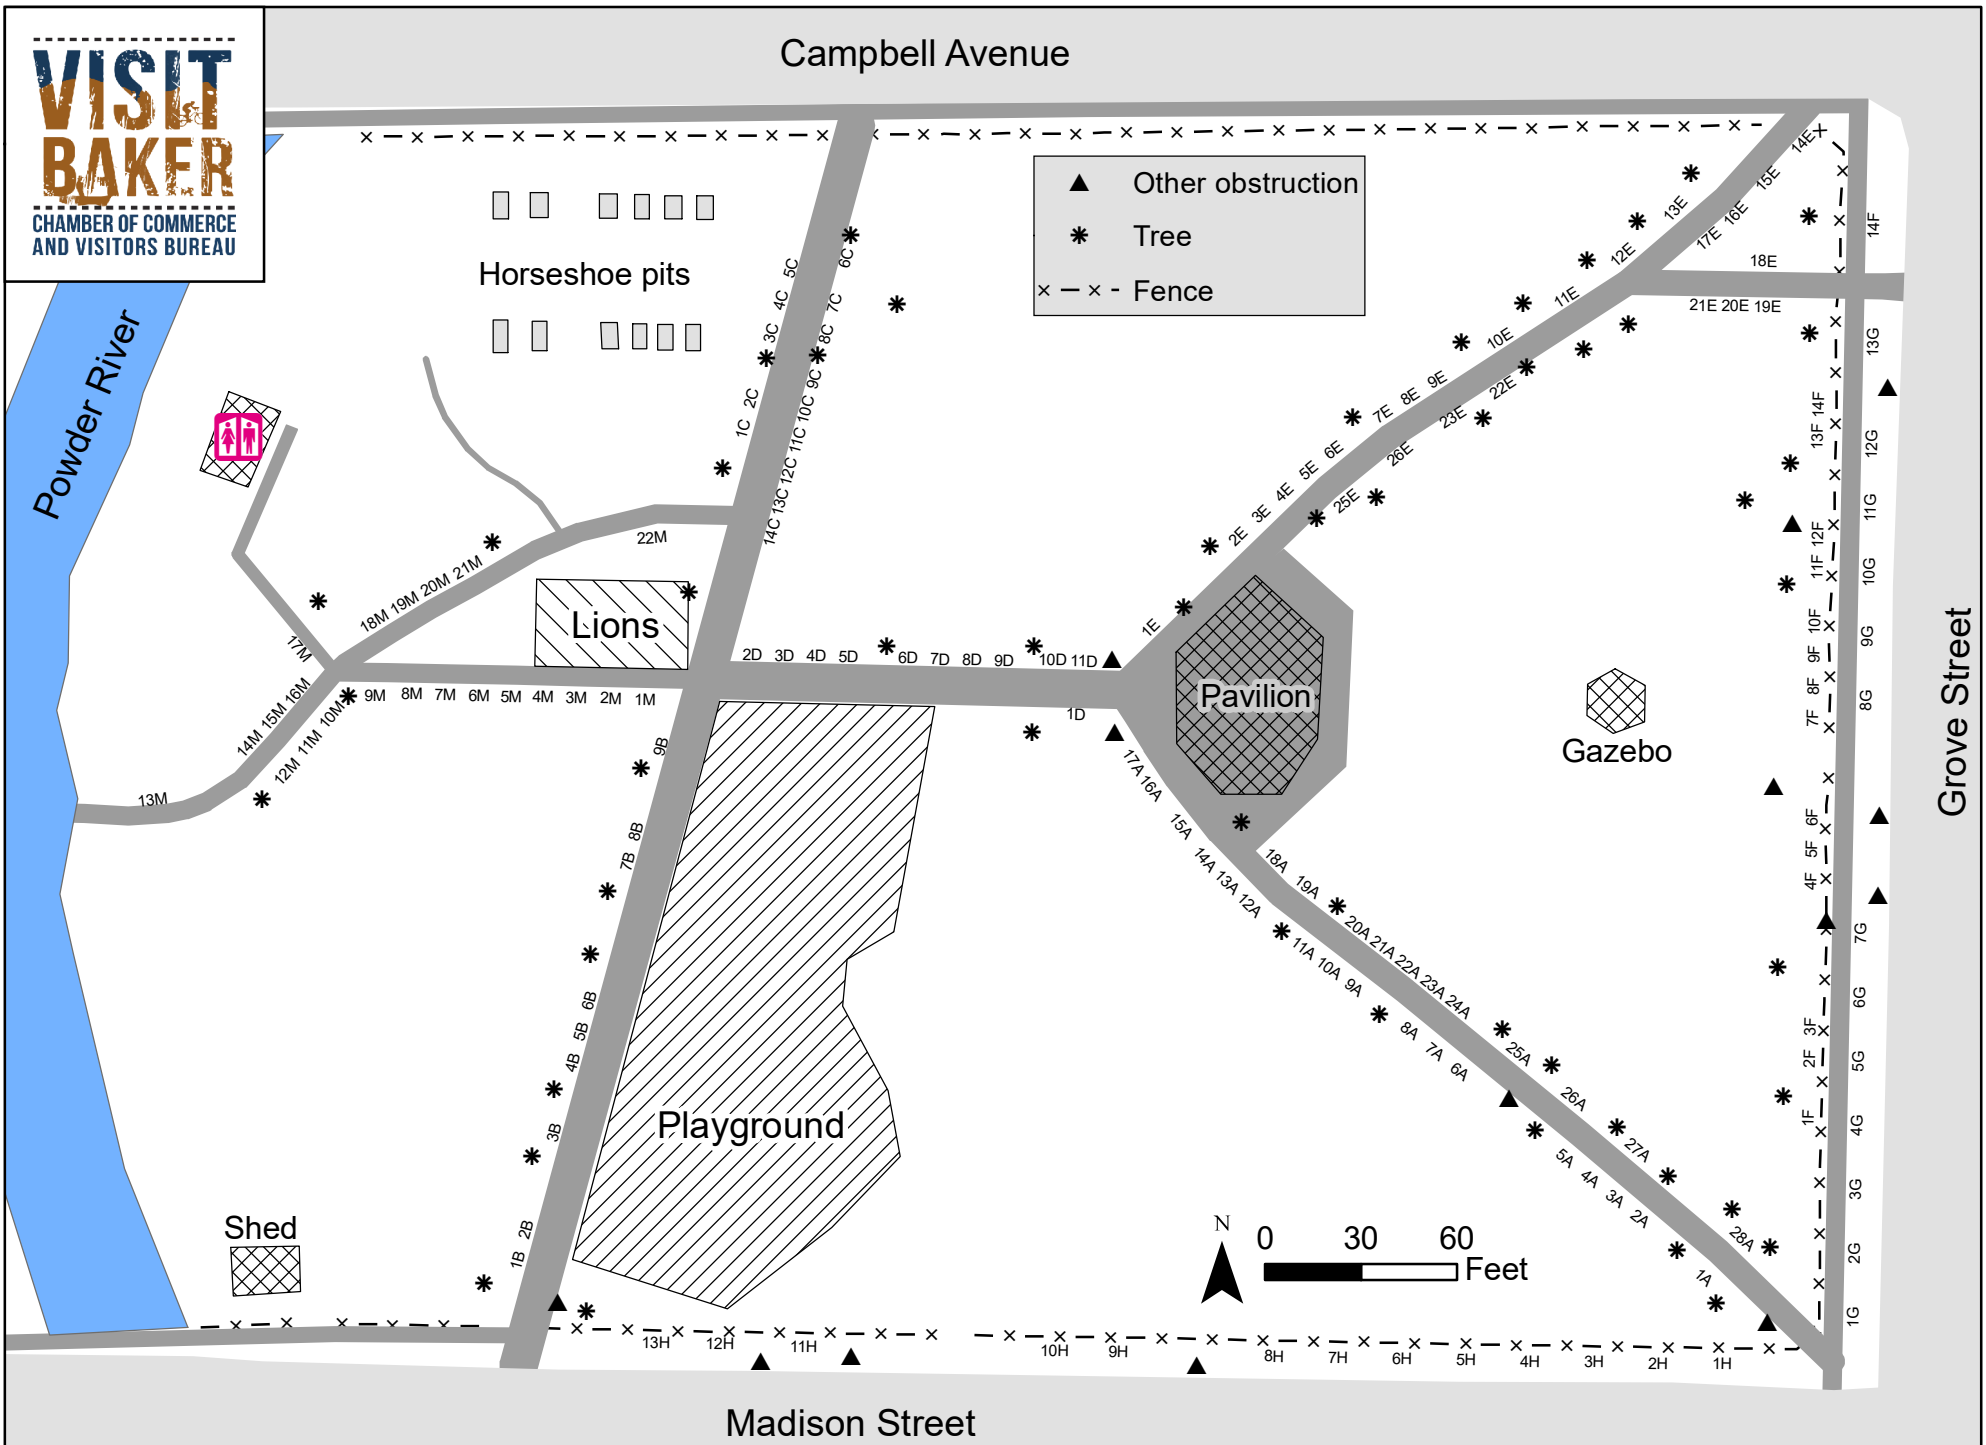 VISIT
BAKER
CHAMBER OF COMMERCE
AND VISITORS BUREAU
Campbell Avenue
Other obstruction
Tree
Fence
Horseshoe pits
Powder River
Lions
Pavilion
Gazebo
Grove Street
Playground
Shed
N
0 30 60
Feet
Madison Street
1C 2C 3C 4C 5C
6C 7C 8C 9C 10C 11C 12C 13C 14C
22M
18M 19M 20M 21M
17M
14M 15M 16M
12M 11M 10M
13M
9M 8M 7M 6M 5M 4M 3M 2M 1M
2D 3D 4D 5D 6D 7D 8D 9D 10D 11D
1D
1E 2E 3E 4E 5E 6E 7E 8E 9E 10E 11E 12E 13E 14E
15E 16E 17E
18E
21E 20E 19E
22E 23E 26E 25E
17A 16A 15A 14A 13A 12A 11A 10A 9A 8A 7A 6A 5A 4A 3A 2A 1A
18A 19A 20A 21A 22A 23A 24A 25A 26A 27A 28A
1B 2B 3B 4B 5B 6B 7B 8B 9B
14F
14F 13F 12F 11F 10F 9F 8F 7F 6F 5F 4F 3F 2F 1F
13G 12G 11G 10G 9G 8G 7G 6G 5G 4G 3G 2G 1G
13H 12H 11H 10H 9H 8H 7H 6H 5H 4H 3H 2H 1H